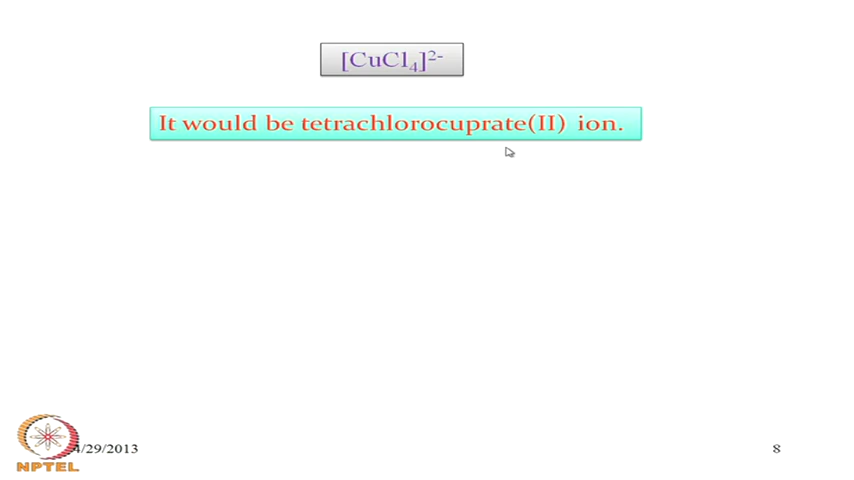 [CuCl4]2-
It would be tetrachlorocuprate(II) ion.
4/29/2013
8
NPTEL